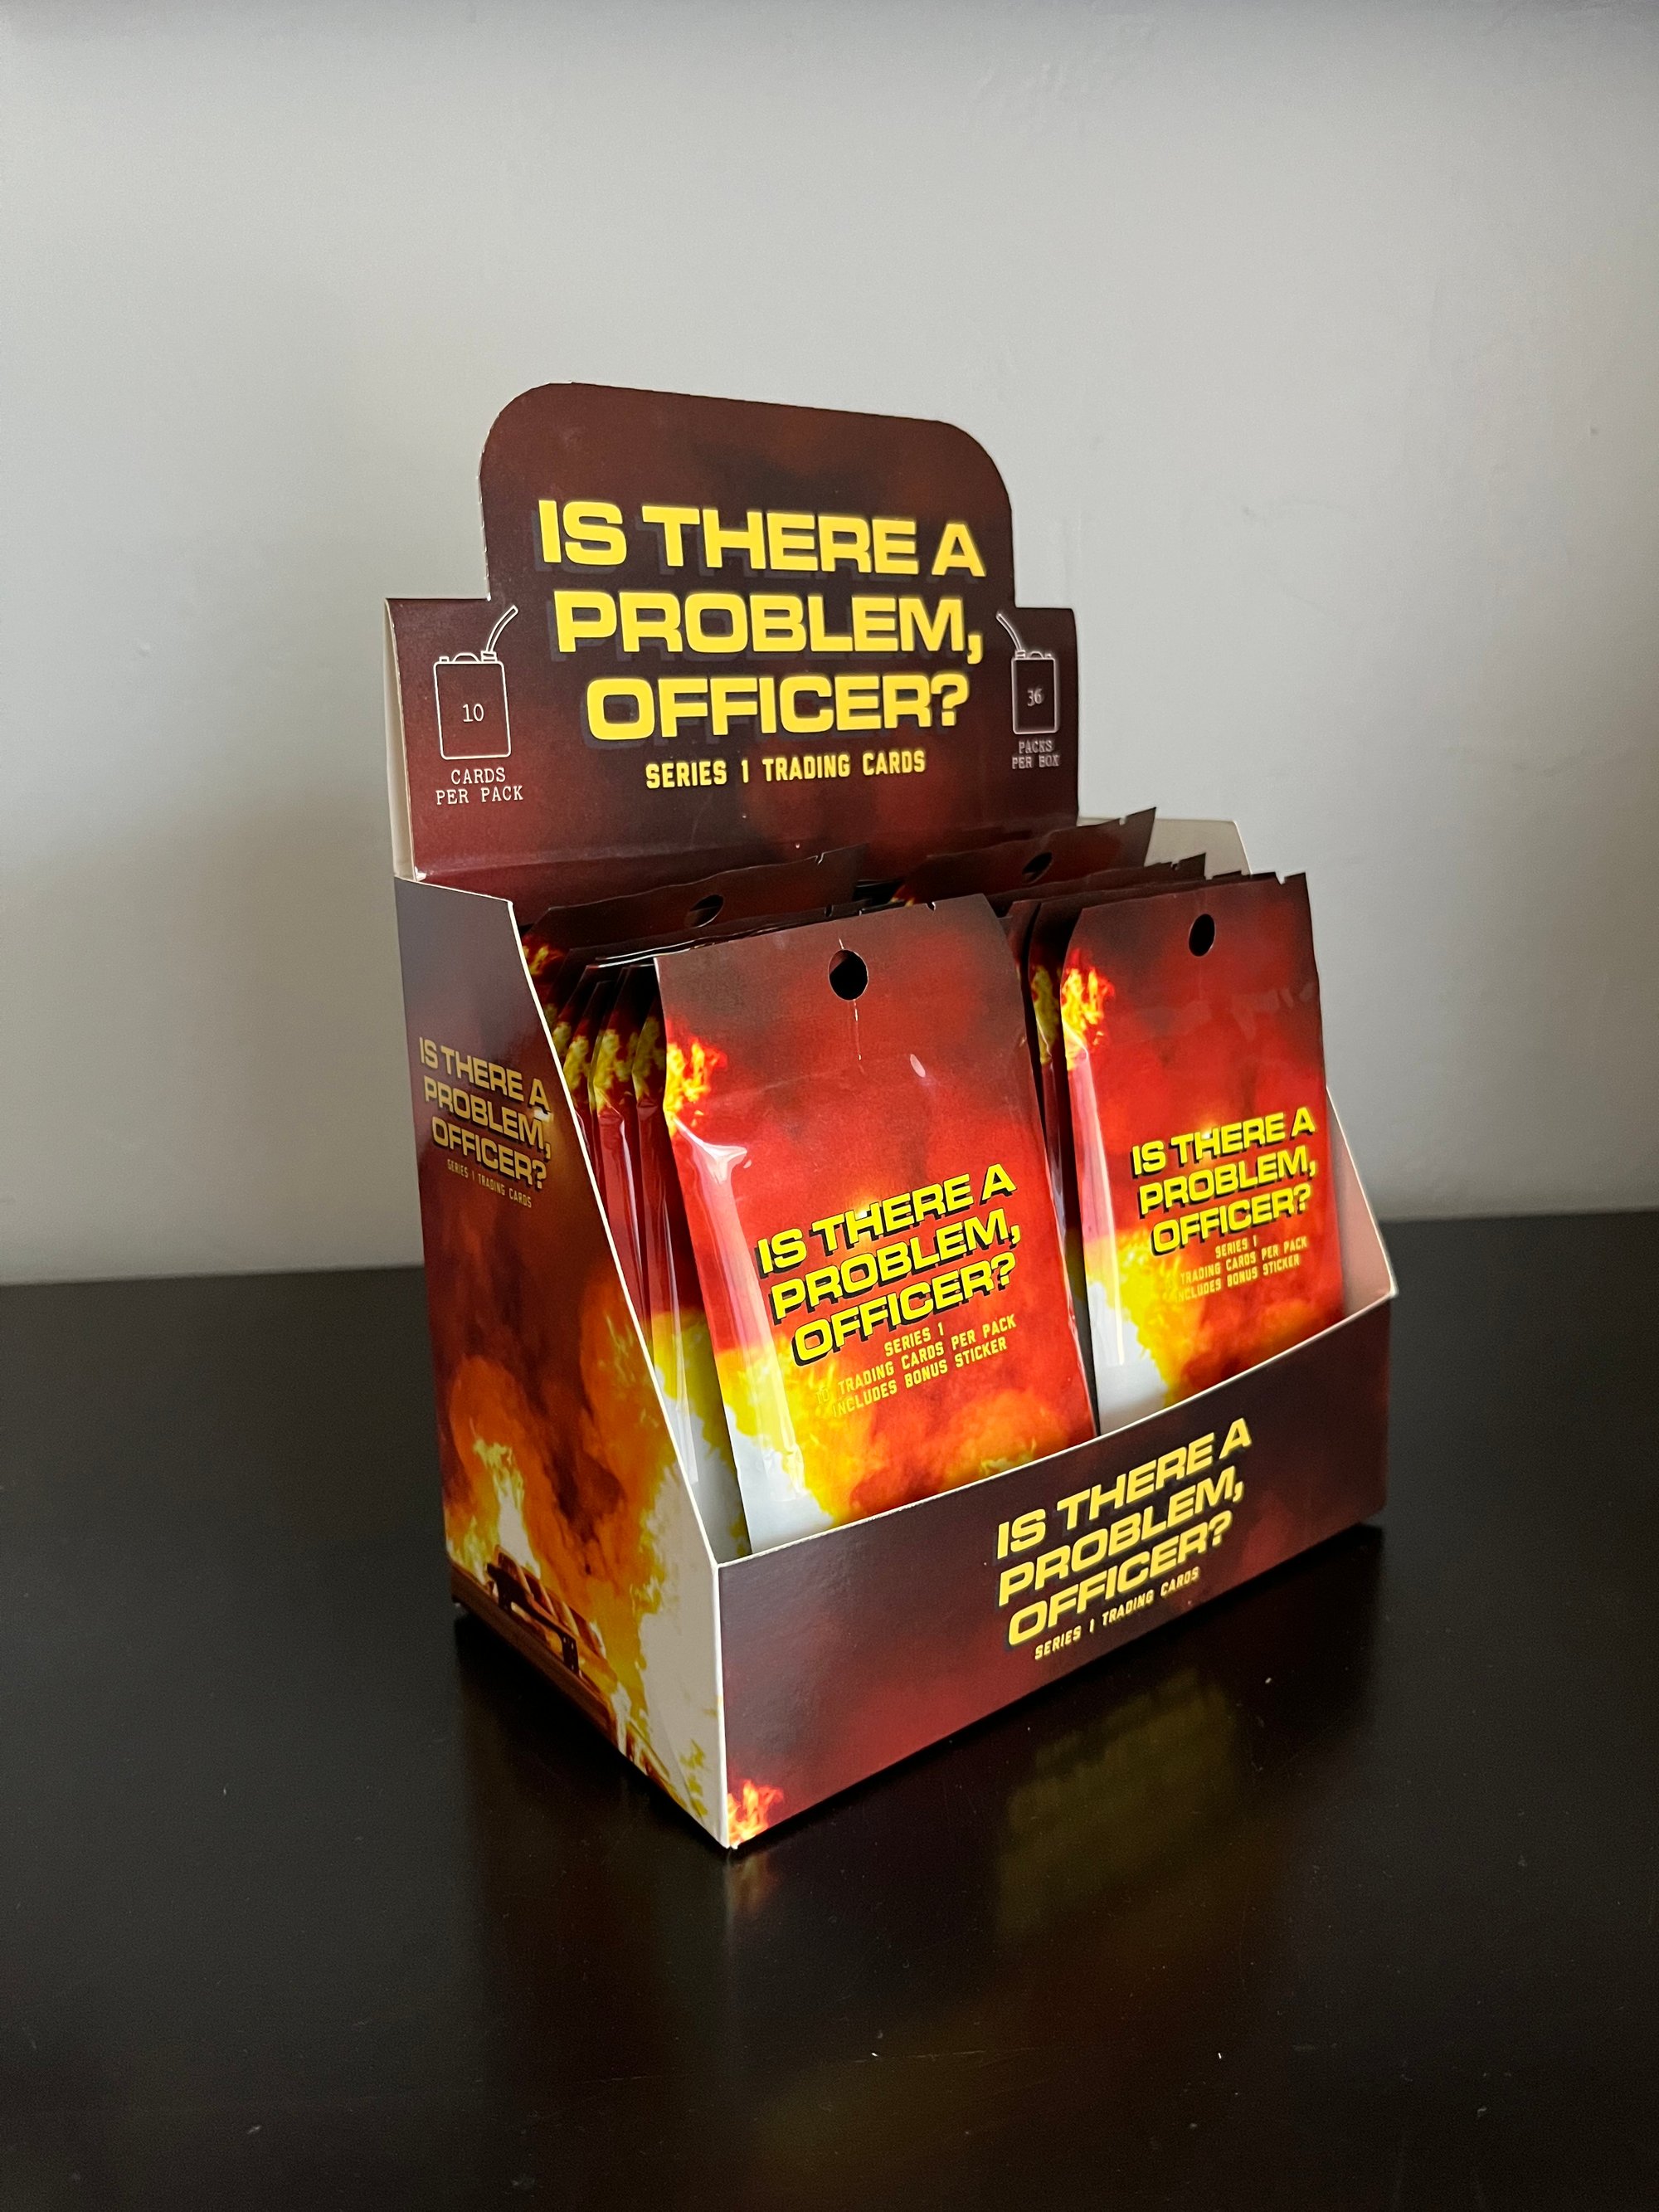 IS THERE A
PROBLEM,
OFFICER?
SERIES 1 TRADING CARDS
10
CARDS
PER PACK
36
PACKS
PER BOX
IS THERE A
PROBLEM,
OFFICER?
SERIES 1 TRADING CARDS
IS THERE A
PROBLEM,
OFFICER?
SERIES 1
10 TRADING CARDS PER PACK
INCLUDES BONUS STICKER
IS THERE A
PROBLEM,
OFFICER?
SERIES 1
TRADING CARDS PER PACK
INCLUDES BONUS STICKER
IS THERE A
PROBLEM,
OFFICER?
SERIES 1 TRADING CARDS